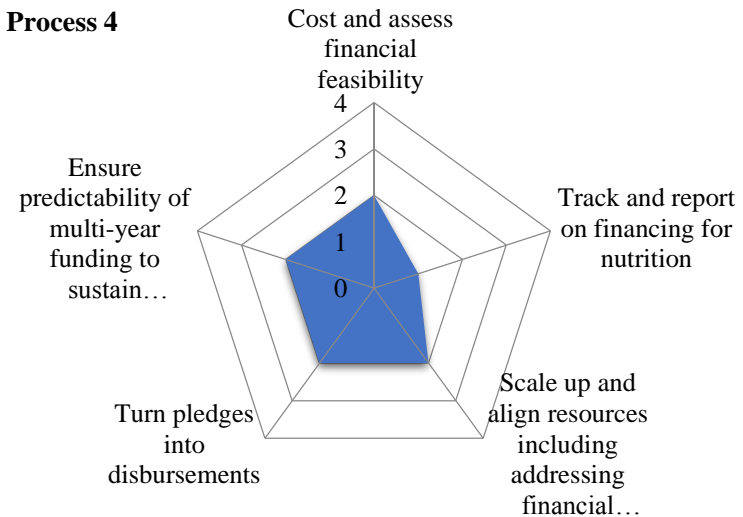 Process 4
Cost and assess
financial
feasibility
4
3
2
1
0
Track and report
on financing for
nutrition
Scale up and
align resources
including
addressing
financial…
Turn pledges
into
disbursements
Ensure
predictability of
multi-year
funding to
sustain…